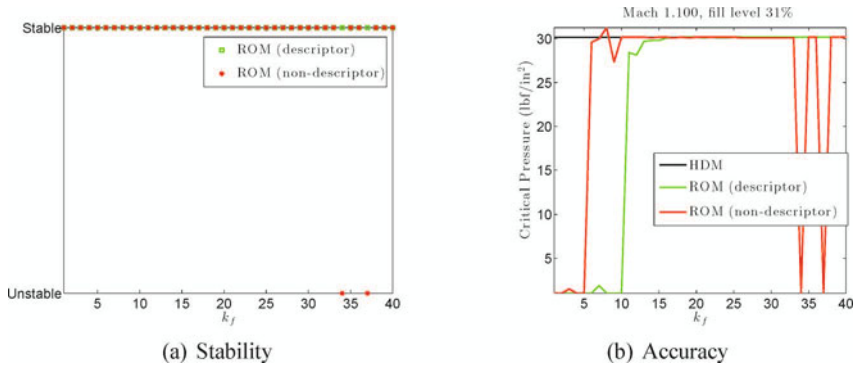 Stable
ROM (descriptor)
ROM (non-descriptor)
Unstable
5 10 15 20 25 30 35 40
k_f
(a) Stability
Mach 1.100, fill level 31%
Critical Pressure (lbf/in²)
30
25
20
15
10
5
HDM
ROM (descriptor)
ROM (non-descriptor)
5 10 15 20 25 30 35 40
k_f
(b) Accuracy